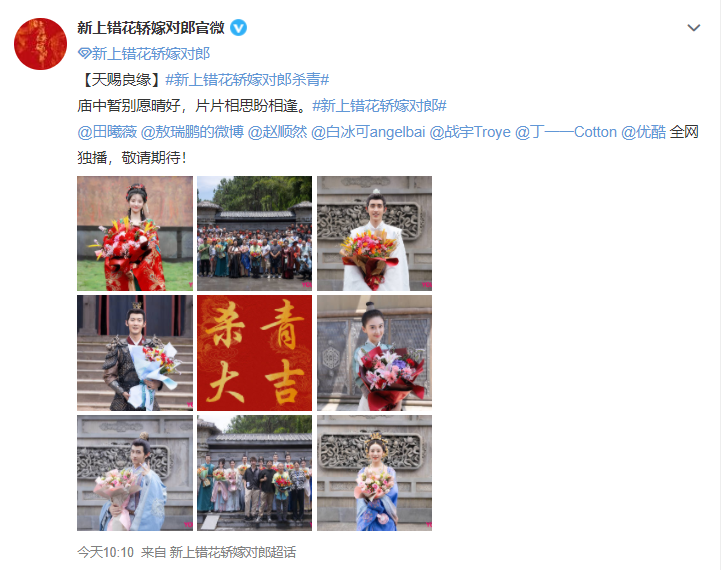 新上错花轿嫁对郎官微
新上错花轿嫁对郎
【天赐良缘】#新上错花轿嫁对郎杀青#
庙中暂别愿晴好，片片相思盼相逢。#新上错花轿嫁对郎#
@田曦薇 @敖瑞鹏的微博 @赵顺然 @白冰可angelbai @战宇Troye @丁一一Cotton @优酷 全网
独播，敬请期待！
杀青
大吉
今天10:10 来自 新上错花轿嫁对郎超话